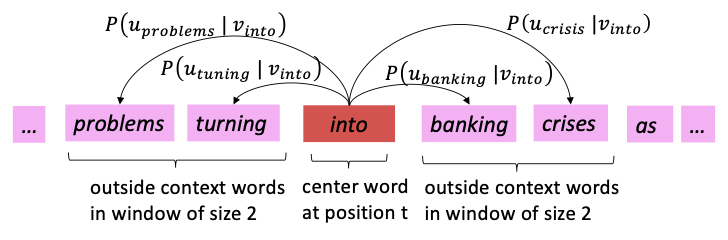 P(u_problems | v_into)
P(u_crisis | v_into)
P(u_tuning | v_into)
P(u_banking | v_into)
... problems turning into banking crises as ...
outside context words
in window of size 2
center word
at position t
outside context words
in window of size 2